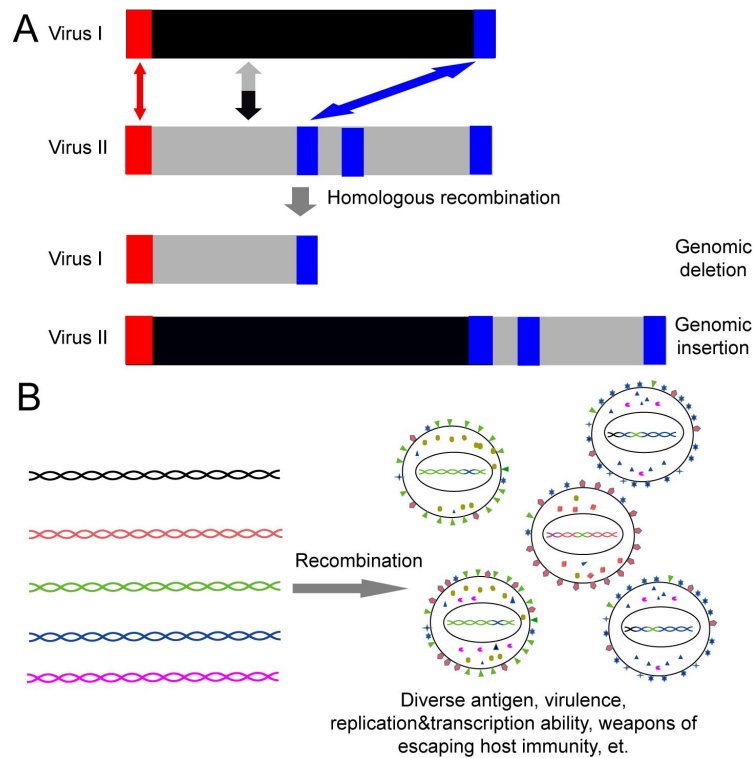 A
Virus I
Virus II
Homologous recombination
Virus I
Genomic
deletion
Virus II
Genomic
insertion
B
Recombination
Diverse antigen, virulence,
replication&transcription ability, weapons of
escaping host immunity, et.